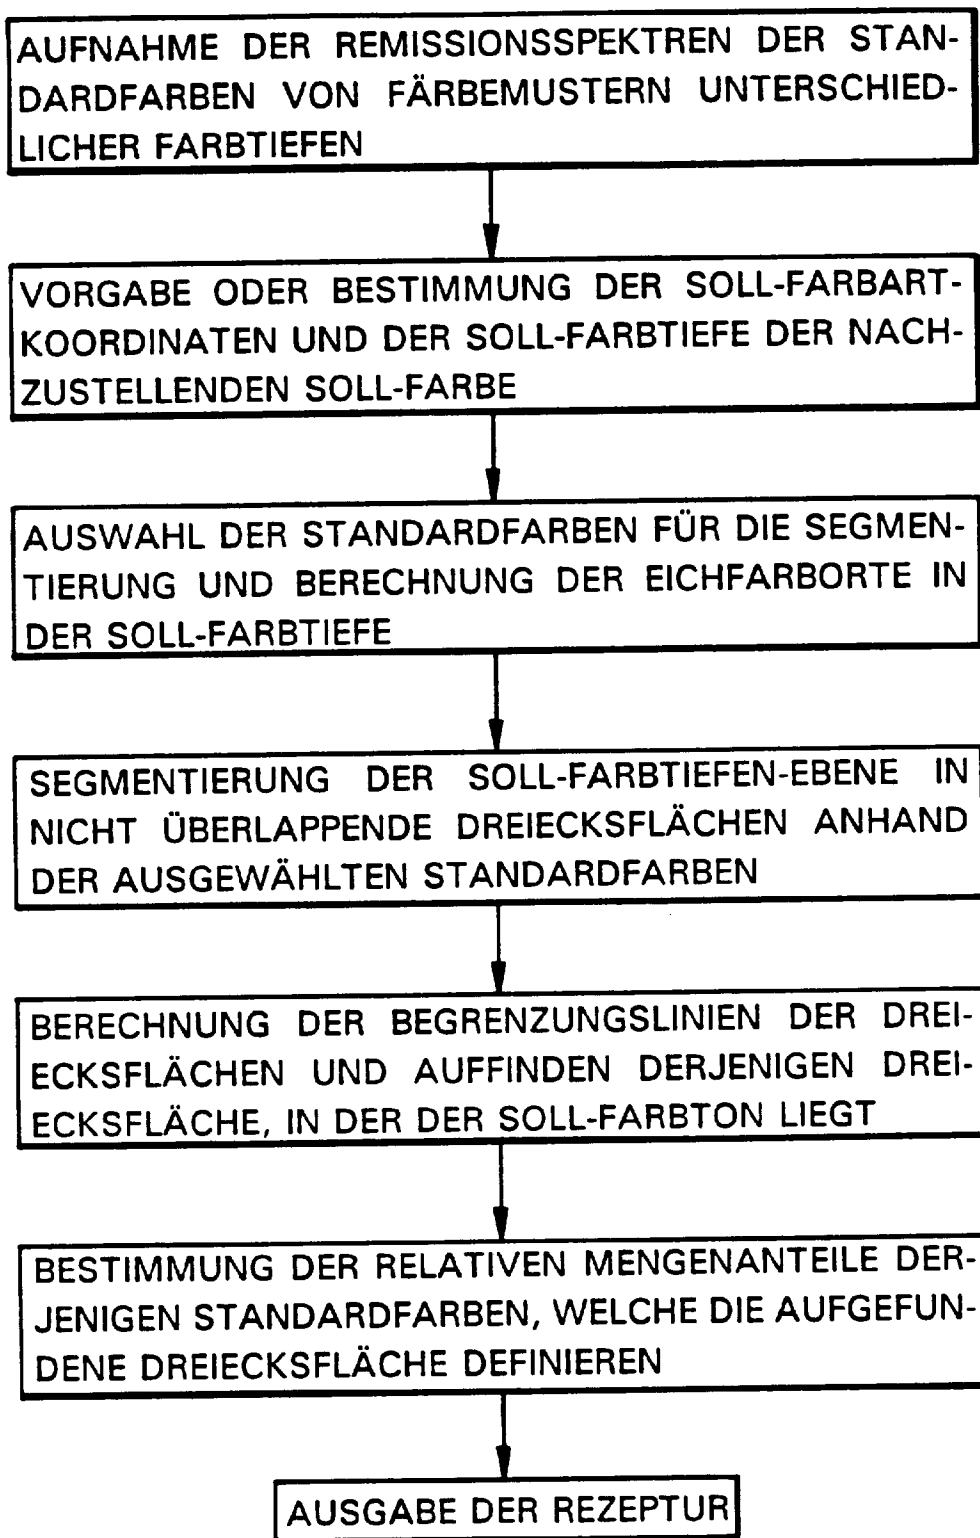 AUFNAHME DER REMISSIONSSPEKTREN DER STAN-
DARDFARBEN VON FÄRBEMUSTERN UNTERSCHIED-
LICHER FARBTIEFEN
VORGABE ODER BESTIMMUNG DER SOLL-FARBART-
KOORDINATEN UND DER SOLL-FARBTIEFE DER NACH-
ZUSTELLENDEN SOLL-FARBE
AUSWAHL DER STANDARDFARBEN FÜR DIE SEGMEN-
TIERUNG UND BERECHNUNG DER EICHFARBORTE IN
DER SOLL-FARBTIEFE
SEGMENTIERUNG DER SOLL-FARBTIEFEN-EBENE IN
NICHT ÜBERLAPPENDE DREIECKSFLÄCHEN ANHAND
DER AUSGEWÄHLTEN STANDARDFARBEN
BERECHNUNG DER BEGRENZUNGSLINIEN DER DREI-
ECKSFLÄCHEN UND AUFFINDEN DERJENIGEN DREI-
ECKSFLÄCHE, IN DER DER SOLL-FARBTON LIEGT
BESTIMMUNG DER RELATIVEN MENGENANTEILE DER-
JENIGEN STANDARDFARBEN, WELCHE DIE AUFGEFUN-
DENE DREIECKSFLÄCHE DEFINIEREN
AUSGABE DER REZEPTUR